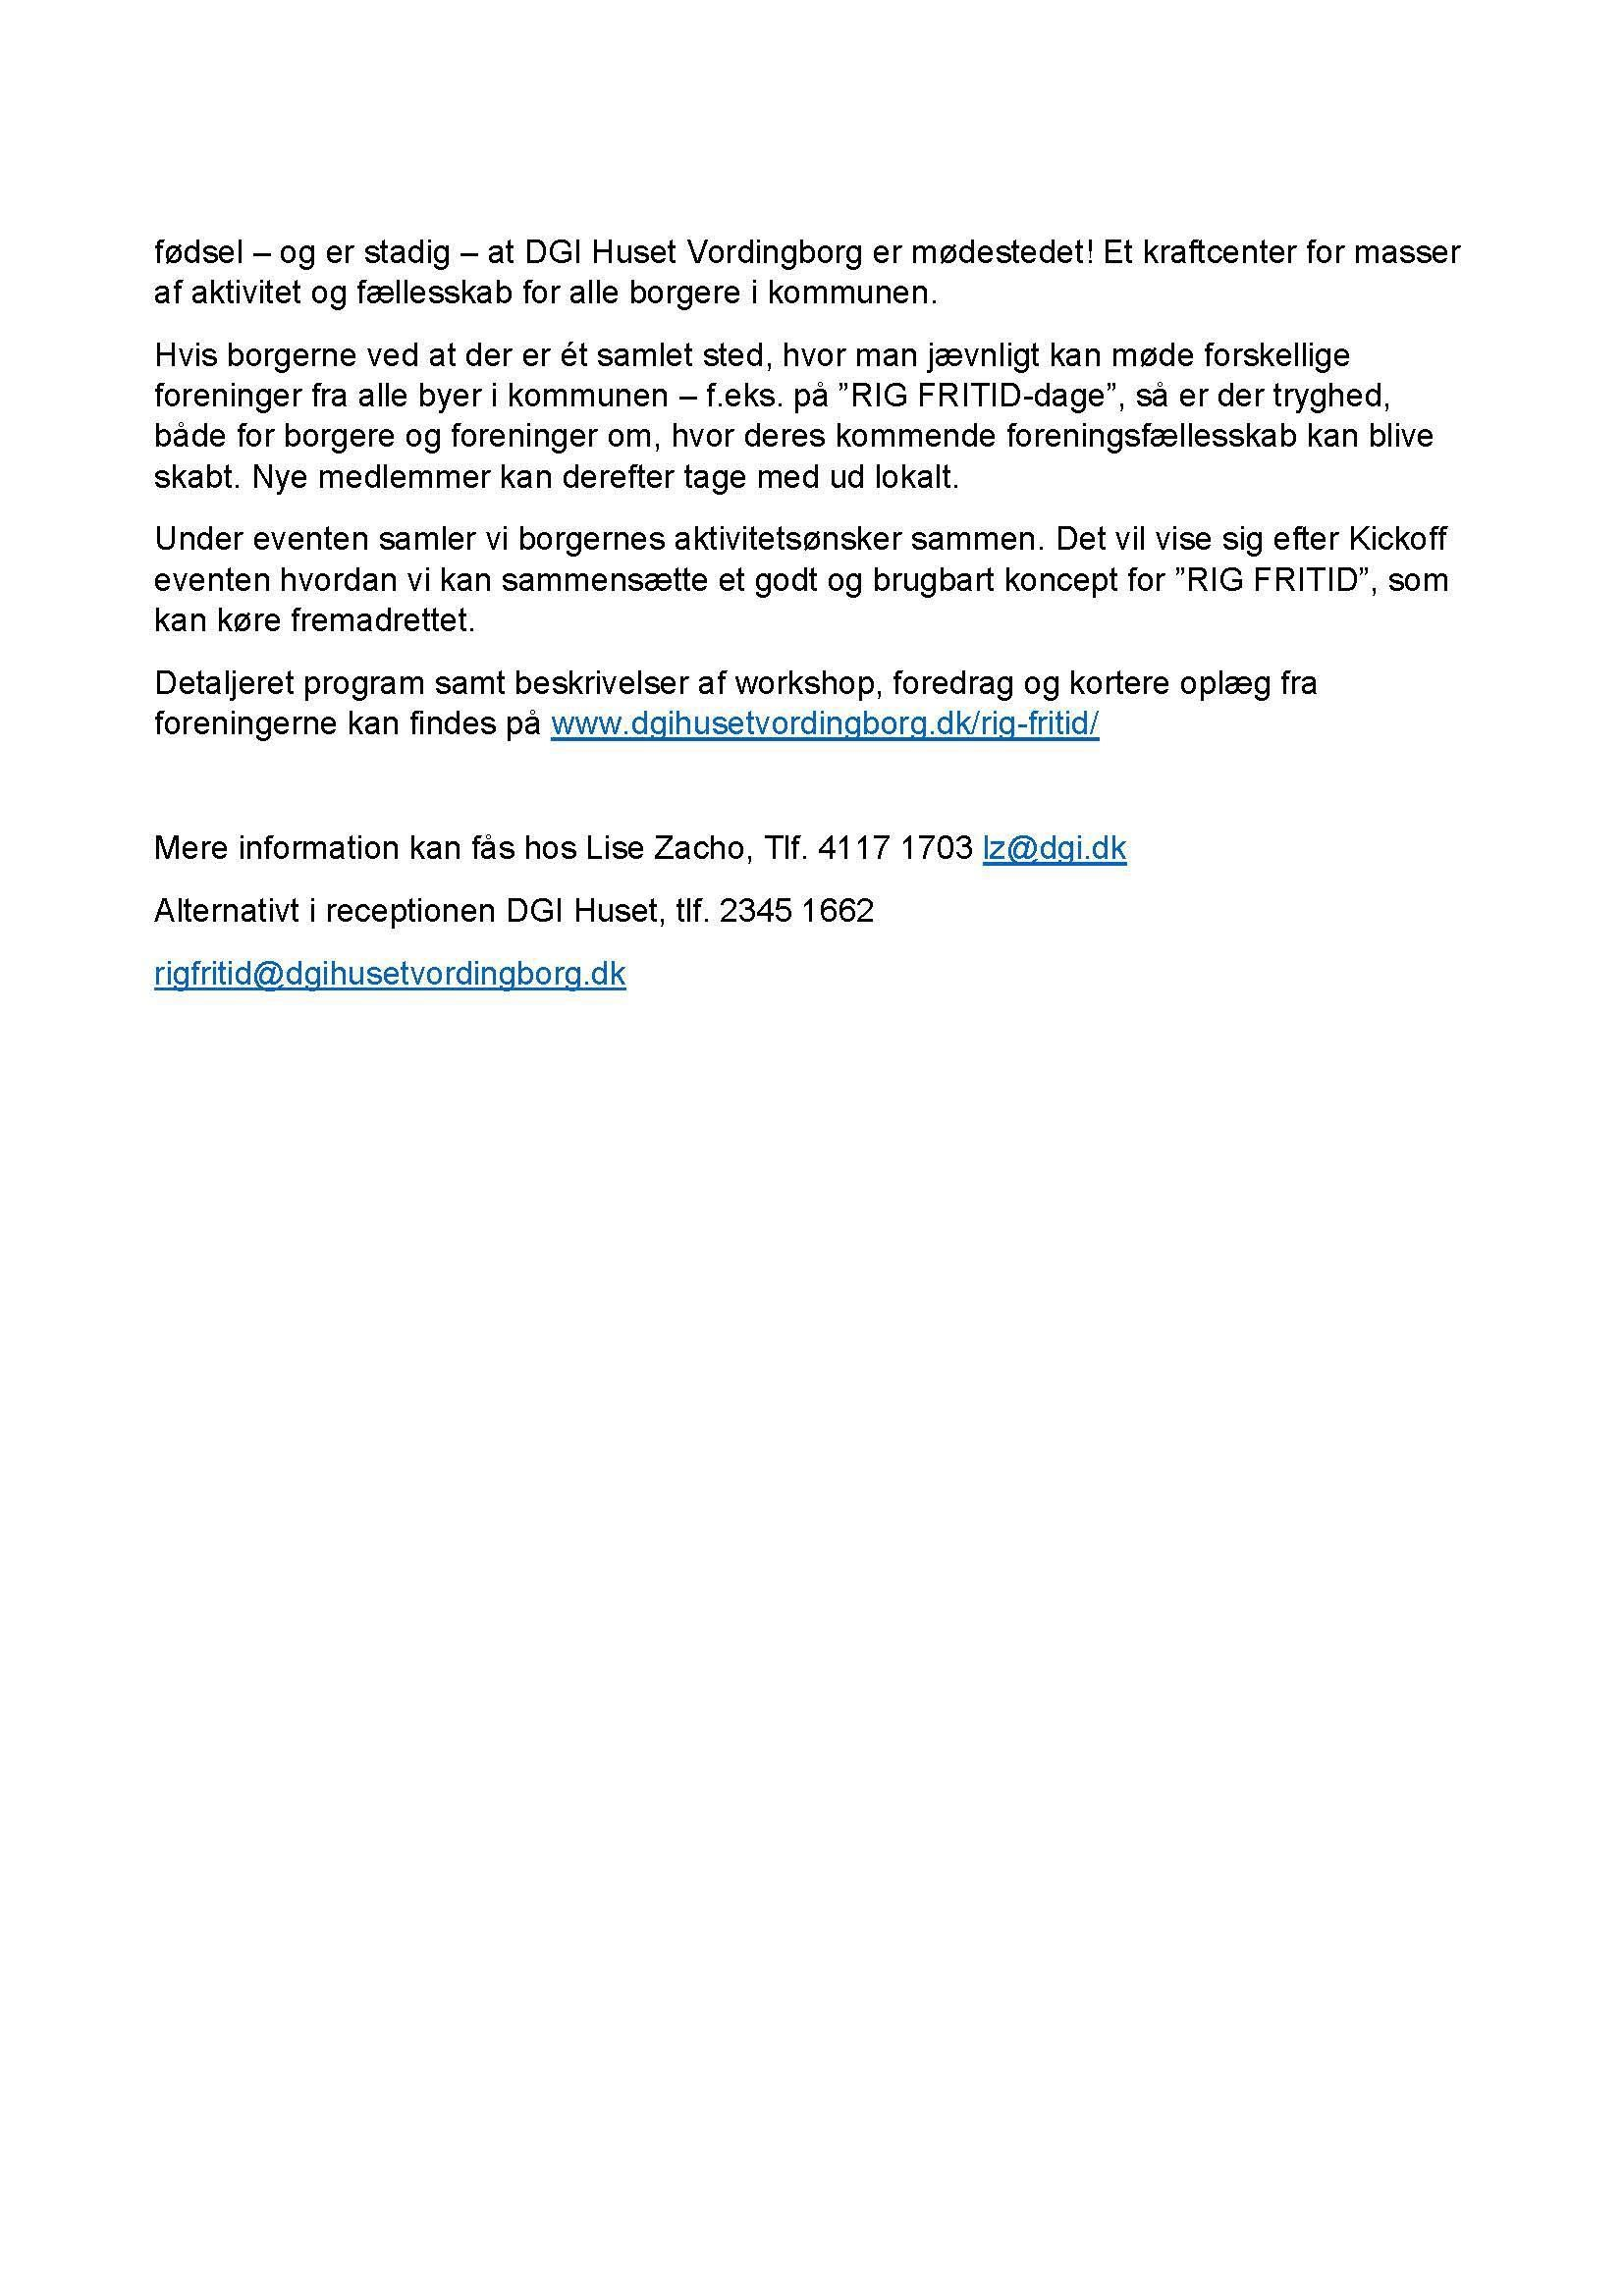 fødsel – og er stadig – at DGI Huset Vordingborg er mødestedet! Et kraftcenter for masser
af aktivitet og fællesskab for alle borgere i kommunen.
Hvis borgerne ved at der er ét samlet sted, hvor man jævnligt kan møde forskellige
foreninger fra alle byer i kommunen – f.eks. på ”RIG FRITID-dage”, så er der tryghed,
både for borgere og foreninger om, hvor deres kommende foreningsfællesskab kan blive
skabt. Nye medlemmer kan derefter tage med ud lokalt.
Under eventen samler vi borgernes aktivitetsønsker sammen. Det vil vise sig efter Kickoff
eventen hvordan vi kan sammensætte et godt og brugbart koncept for ”RIG FRITID”, som
kan køre fremadrettet.
Detaljeret program samt beskrivelser af workshop, foredrag og kortere oplæg fra
foreningerne kan findes på www.dgihusetvordingborg.dk/rig-fritid/
Mere information kan fås hos Lise Zacho, Tlf. 4117 1703 lz@dgi.dk
Alternativt i receptionen DGI Huset, tlf. 2345 1662
rigfritid@dgihusetvordingborg.dk